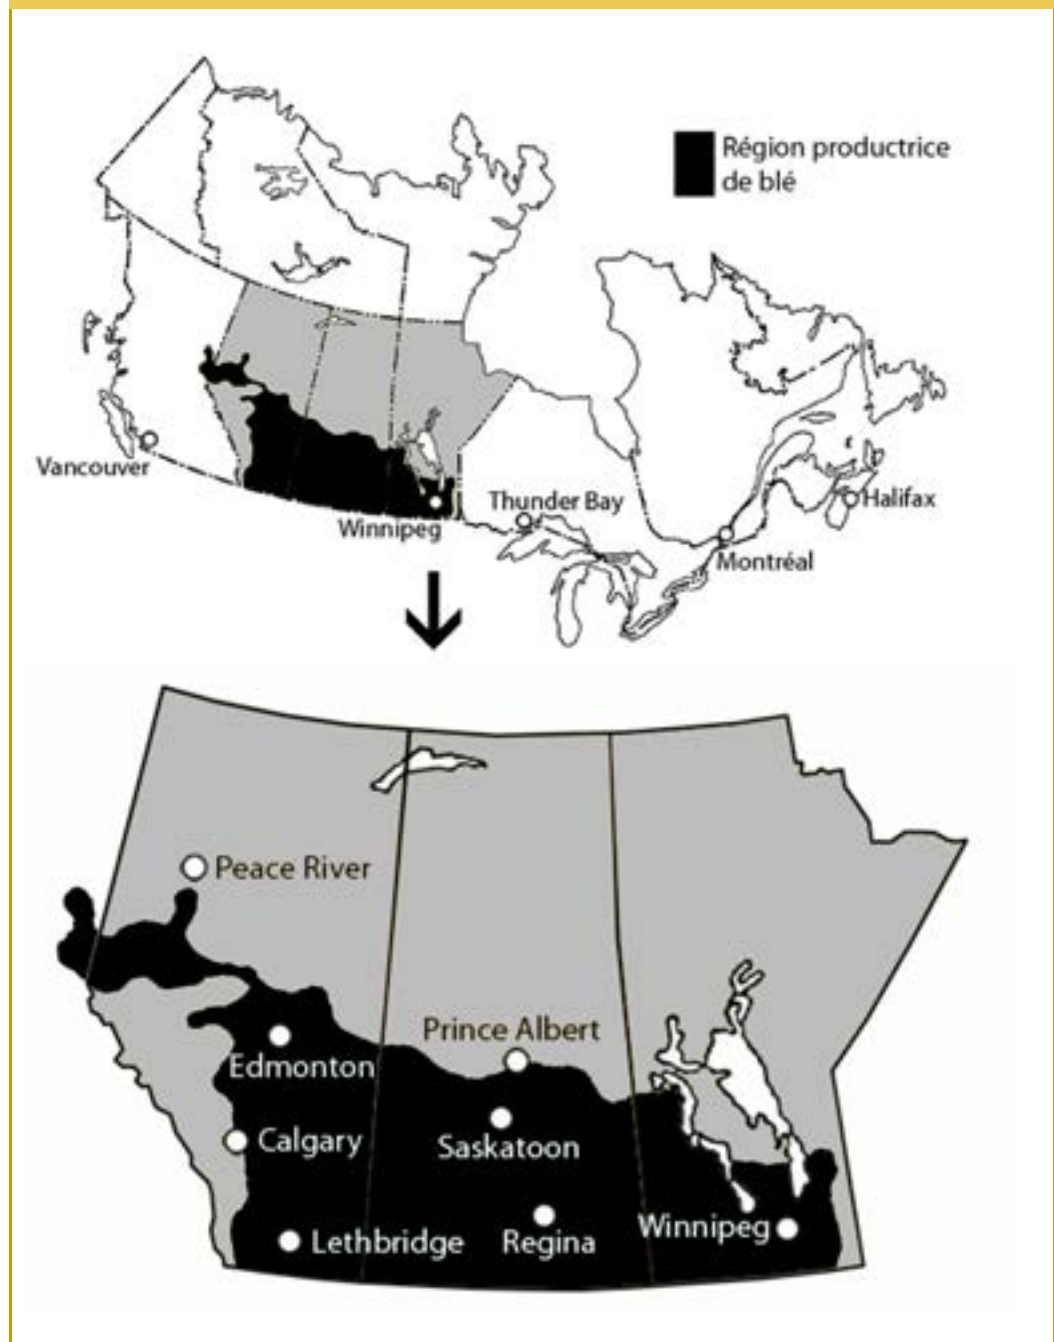 Région productrice
de blé
Vancouver
Winnipeg
Thunder Bay
Halifax
Montréal
Peace River
Prince Albert
Edmonton
Calgary
Saskatoon
Lethbridge
Regina
Winnipeg